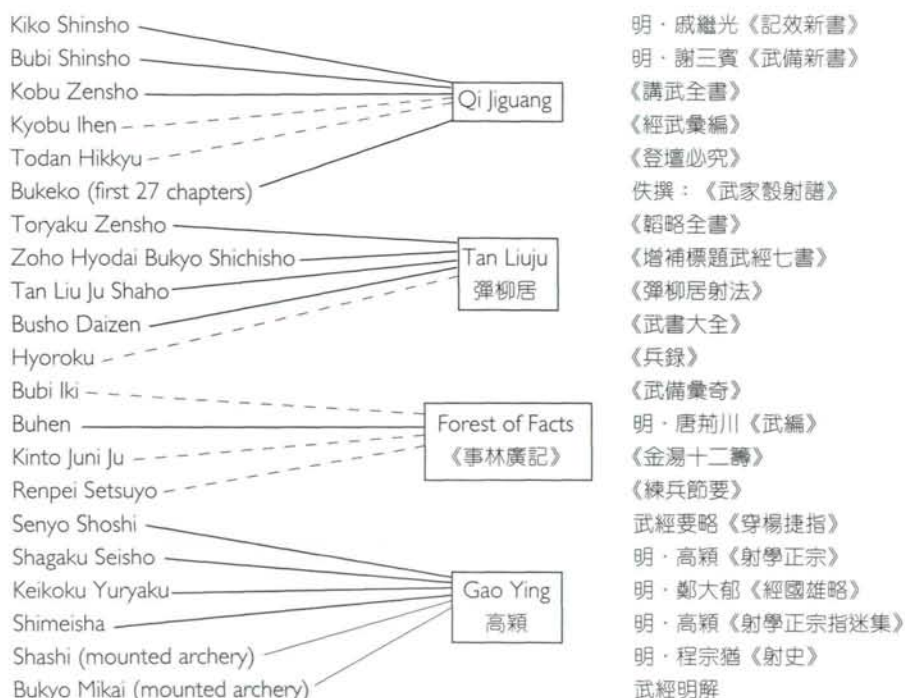 Kiko Shinsho
Bubi Shinsho
Kobu Zensho
Kyobu Ihen
Todan Hikkyu
Bukeko (first 27 chapters)
Toryaku Zensho
Zoho Hyodai Bukyo Shichisho
Tan Liu Ju Shaho
Busho Daizen
Hyoroku
Bubi Iki
Buhen
Kinto Juni Ju
Renpei Setsuyo
Senyo Shoshi
Shagaku Seisho
Keikoku Yuryaku
Shimeisha
Shashi (mounted archery)
Bukyo Mikai (mounted archery)
Qi Jiguang
Tan Liuju
彈柳居
Forest of Facts
《事林廣記》
Gao Ying
高穎
明・戚繼光《記效新書》
明・謝三賓《武備新書》
《講武全書》
《經武彙編》
《登壇必究》
佚撰：《武家彀射譜》
《韜略全書》
《增補標題武經七書》
《彈柳居射法》
《武書大全》
《兵錄》
《武備彙奇》
明・唐荊川《武編》
《金湯十二籌》
《練兵節要》
武經要略《穿楊捷指》
明・高穎《射學正宗》
明・鄭大郁《經國雄略》
明・高穎《射學正宗指迷集》
明・程宗猶《射史》
武經明解